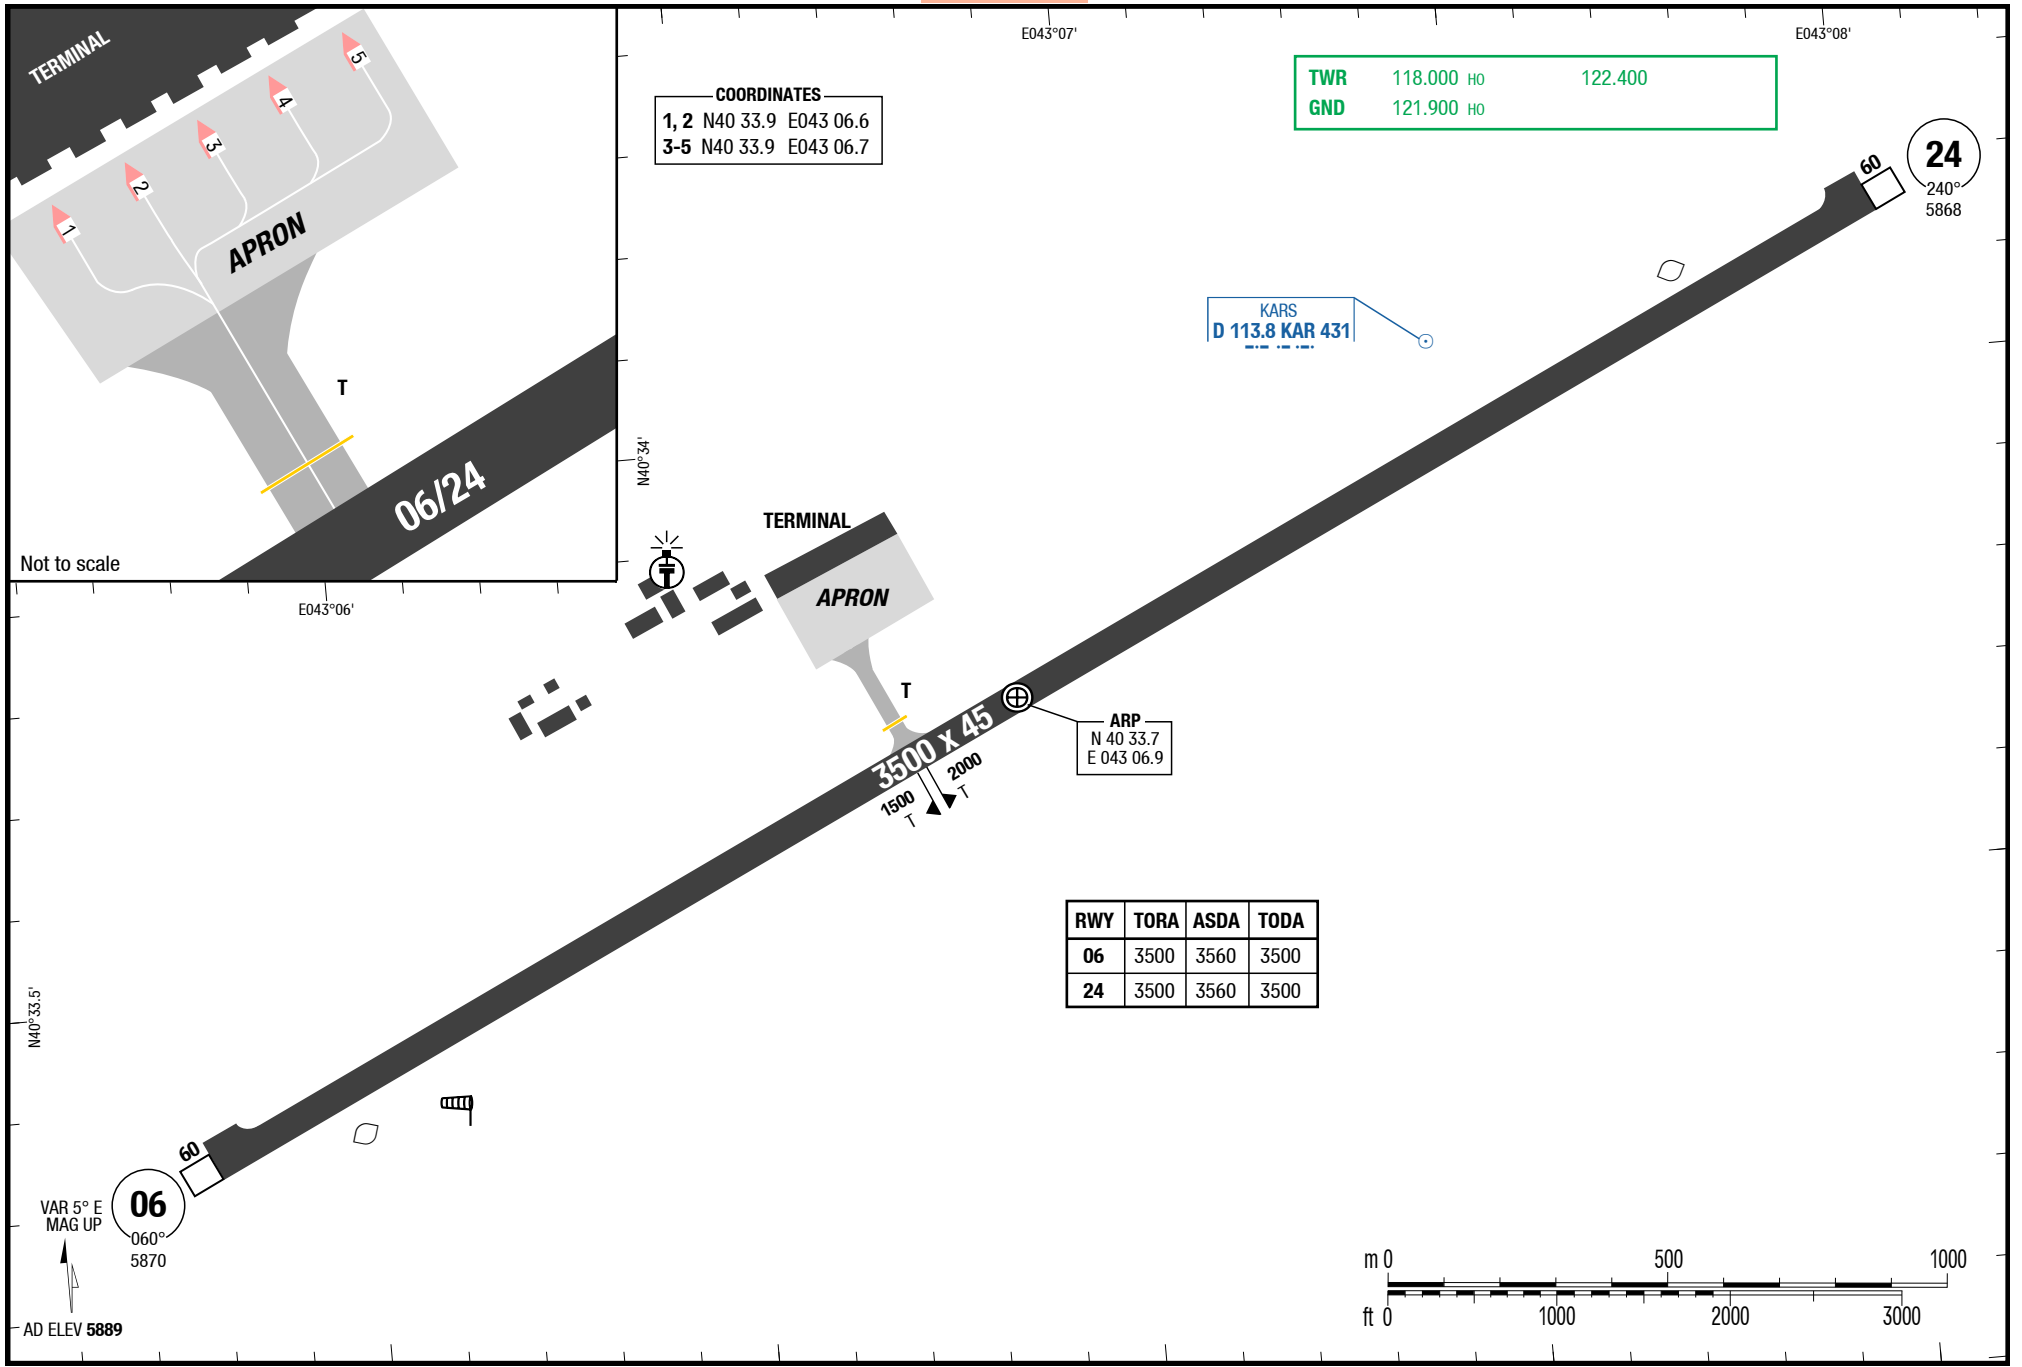 TERMINAL
1
2
3
4
5
APRON
T
06/24
Not to scale
E043°06'
E043°07'
E043°08'
COORDINATES
1, 2 N40 33.9 E043 06.6
3-5 N40 33.9 E043 06.7
TWR 118.000 HO 122.400
GND 121.900 HO
60
24
240°
5868
KARS
D 113.8 KAR 431
N40°34'
TERMINAL
APRON
T
T
3500 x 45
ARP
N 40 33.7
E 043 06.9
2000
T
1500
T
RWY TORA ASDA TODA
06 3500 3560 3500
24 3500 3560 3500
N40°33.5'
60
06
060°
5870
VAR 5° E
MAG UP
AD ELEV 5889
m 0 500 1000
ft 0 1000 2000 3000